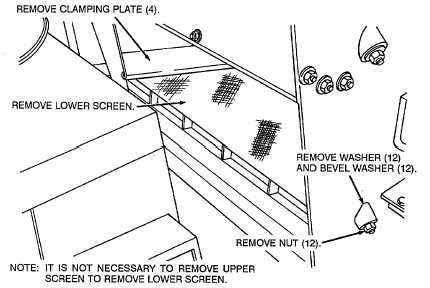 REMOVE CLAMPING PLATE (4).
REMOVE LOWER SCREEN.
REMOVE WASHER (12)
AND BEVEL WASHER (12).
REMOVE NUT (12).
NOTE: IT IS NOT NECESSARY TO REMOVE UPPER
SCREEN TO REMOVE LOWER SCREEN.